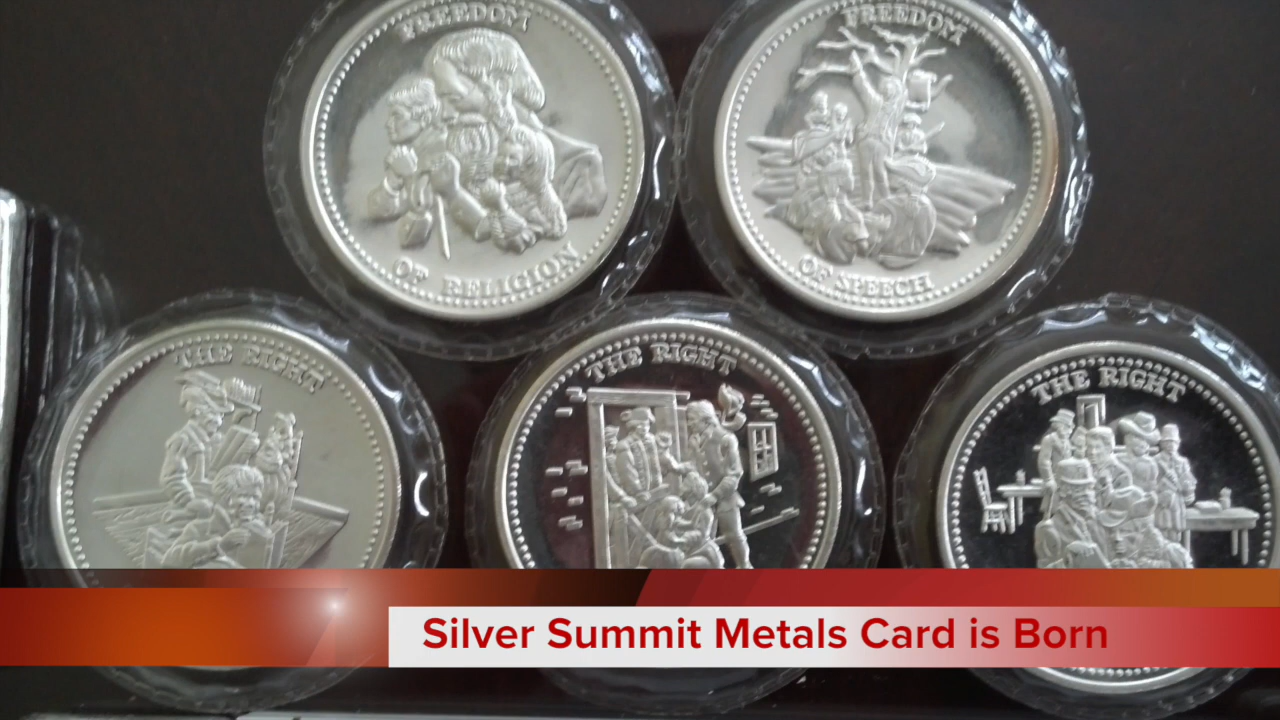 FREEDOM
OF RELIGION
FREEDOM
OF SPEECH
THE RIGHT
THE RIGHT
THE RIGHT
Silver Summit Metals Card is Born